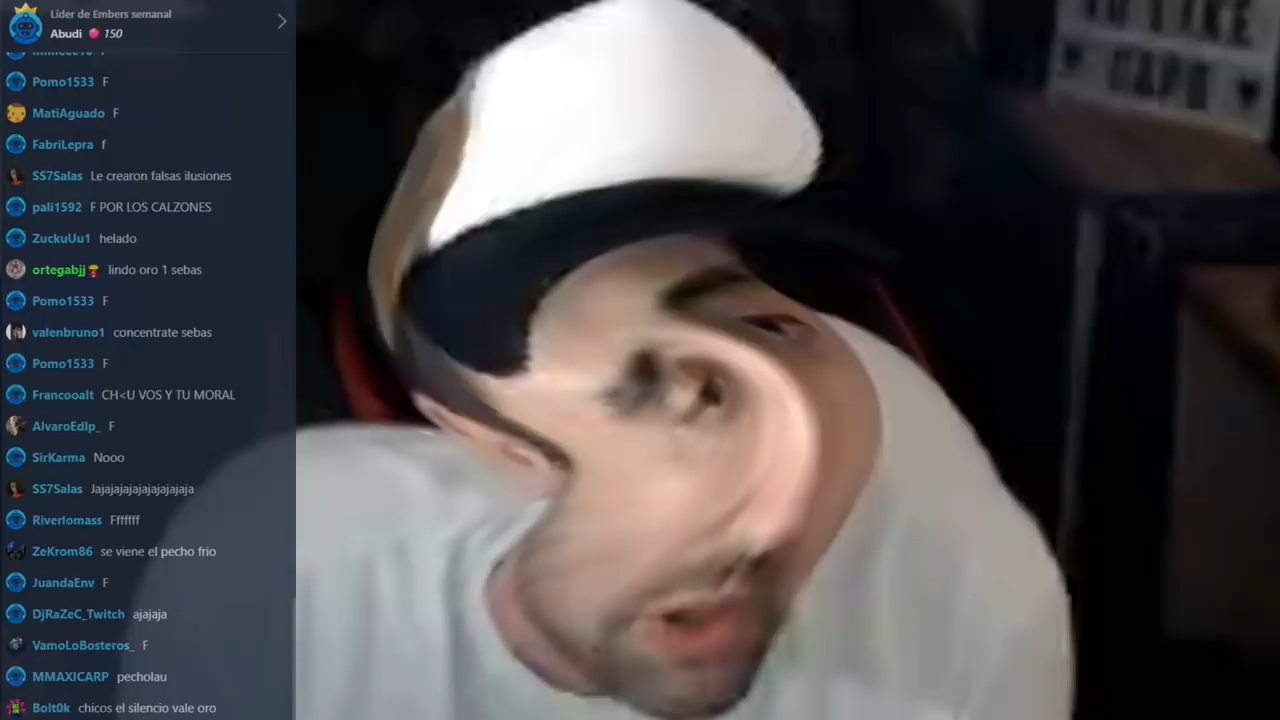 Líder de Embers semanal
Abudi 150
Pomo1533 F
MatiAguado F
FabriLepra f
SS7Salas Le crearon falsas ilusiones
pali1592 F POR LOS CALZONES
ZuckuUu1 helado
ortegabjj lindo oro 1 sebas
Pomo1533 F
valenbruno1 concentrate sebas
Pomo1533 F
Francooalt CH<U VOS Y TU MORAL
AlvaroEdlp_ F
SirKarma Nooo
SS7Salas Jajajajajajajajajaja
Riverlomass Fffffff
ZeKrom86 se viene el pecho frio
JuandaEnv F
DjRaZeC_Twitch ajajaja
VamoLoBosteros_ F
MMAXICARP pecholau
Bolt0k chicos el silencio vale oro
LIKE
CAPO